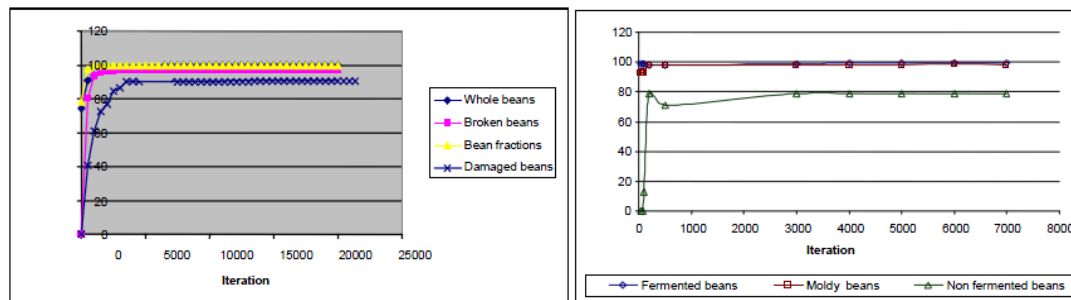 120
100
80
60
40
20
0
0 5000 10000 15000 20000 25000
Iteration
Whole beans
Broken beans
Bean fractions
Damaged beans
120
100
80
60
40
20
0
0 1000 2000 3000 4000 5000 6000 7000 8000
Iteration
Fermented beans Moldy beans Non fermented beans